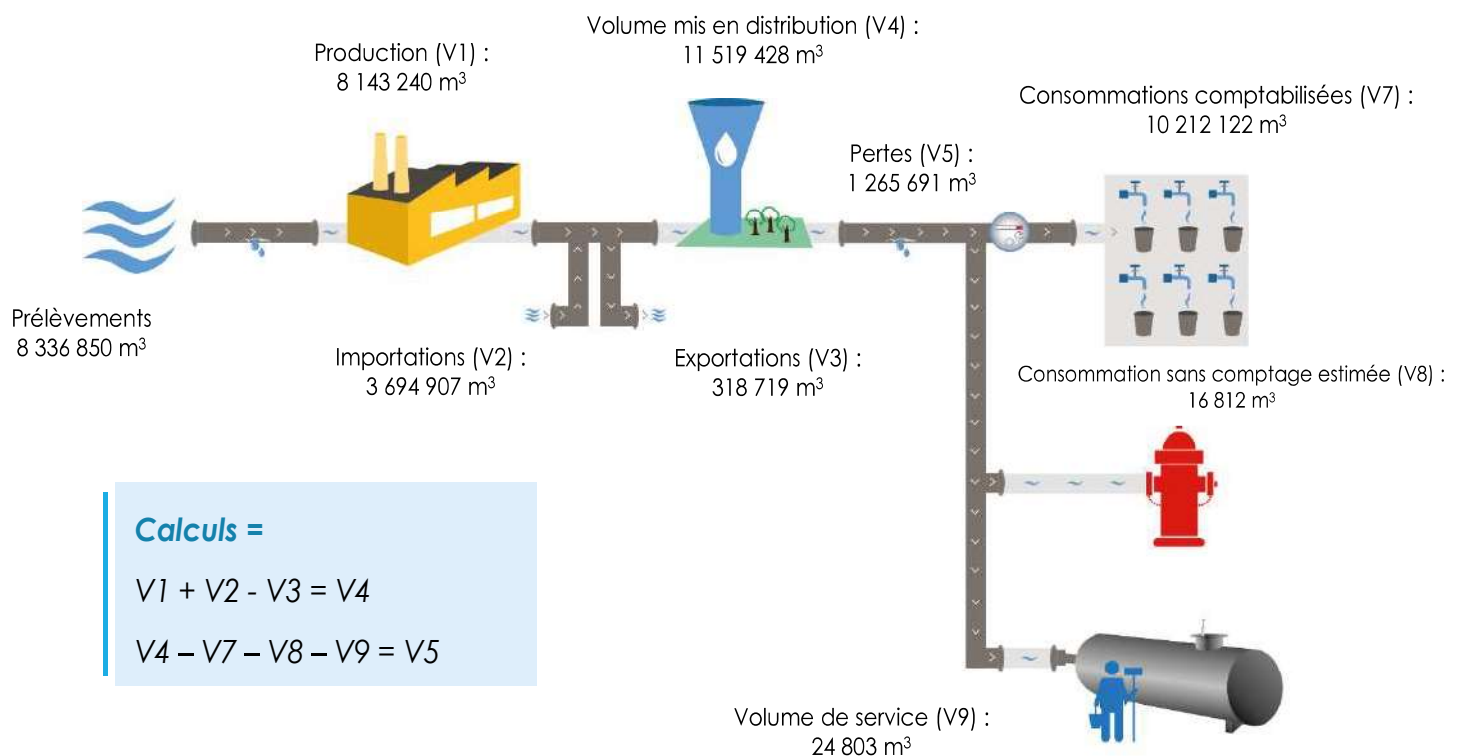 Volume mis en distribution (V4) :
11 519 428 m³
Production (V1) :
8 143 240 m³
Consommations comptabilisées (V7) :
10 212 122 m³
Pertes (V5) :
1 265 691 m³
Prélèvements
8 336 850 m³
Importations (V2) :
3 694 907 m³
Exportations (V3) :
318 719 m³
Consommation sans comptage estimée (V8) :
16 812 m³
Calculs =
V1 + V2 - V3 = V4
V4 – V7 – V8 – V9 = V5
Volume de service (V9) :
24 803 m³